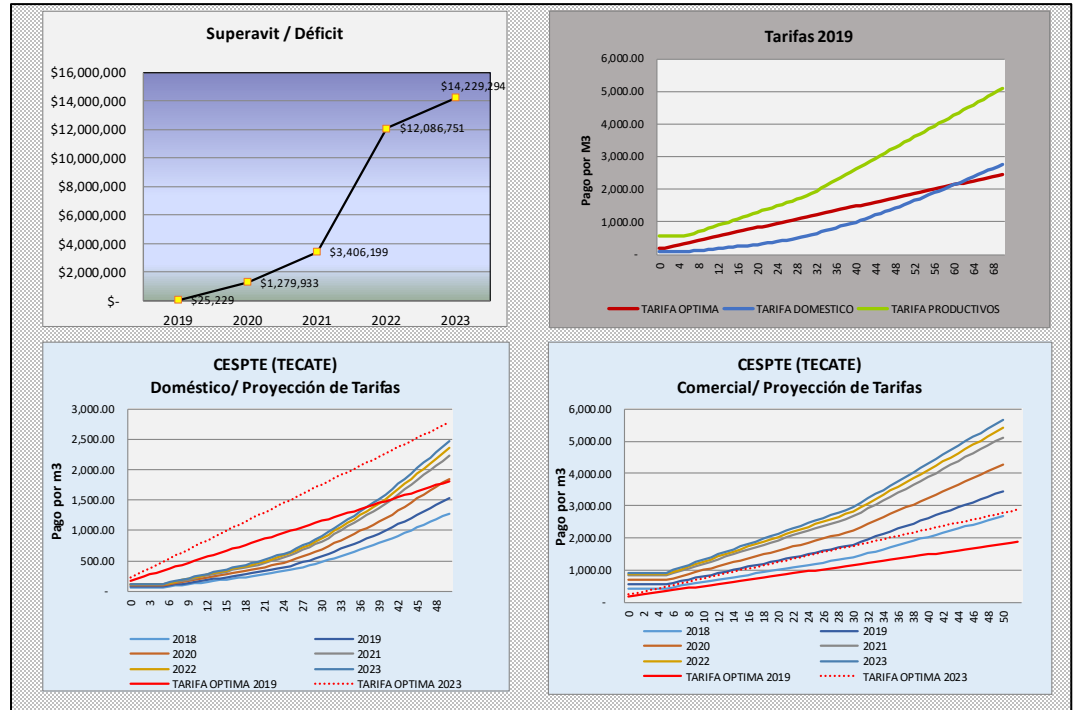 Superavit / Déficit
$16,000,000
$14,000,000
$12,000,000
$10,000,000
$8,000,000
$6,000,000
$4,000,000
$2,000,000
$-
$25,229
$1,279,933
$3,406,199
$12,086,751
$14,229,294
2019 2020 2021 2022 2023
Tarifas 2019
Pago por M3
6,000.00
5,000.00
4,000.00
3,000.00
2,000.00
1,000.00
-
0 4 8 12 16 20 24 28 32 36 40 44 48 52 56 60 64 68
TARIFA OPTIMA TARIFA DOMESTICO TARIFA PRODUCTIVOS
CESPTE (TECATE)
Doméstico/ Proyección de Tarifas
Pago por m3
3,000.00
2,500.00
2,000.00
1,500.00
1,000.00
500.00
-
0 3 6 9 12 15 18 21 24 27 30 33 36 39 42 45 48
2018 2019
2020 2021
2022 2023
TARIFA OPTIMA 2019 TARIFA OPTIMA 2023
CESPTE (TECATE)
Comercial/ Proyección de Tarifas
Pago por m3
6,000.00
5,000.00
4,000.00
3,000.00
2,000.00
1,000.00
-
0 2 4 6 8 10 12 14 16 18 20 22 24 26 28 30 32 34 36 38 40 42 44 46 48 50
2018 2019
2020 2021
2022 2023
TARIFA OPTIMA 2019 TARIFA OPTIMA 2023